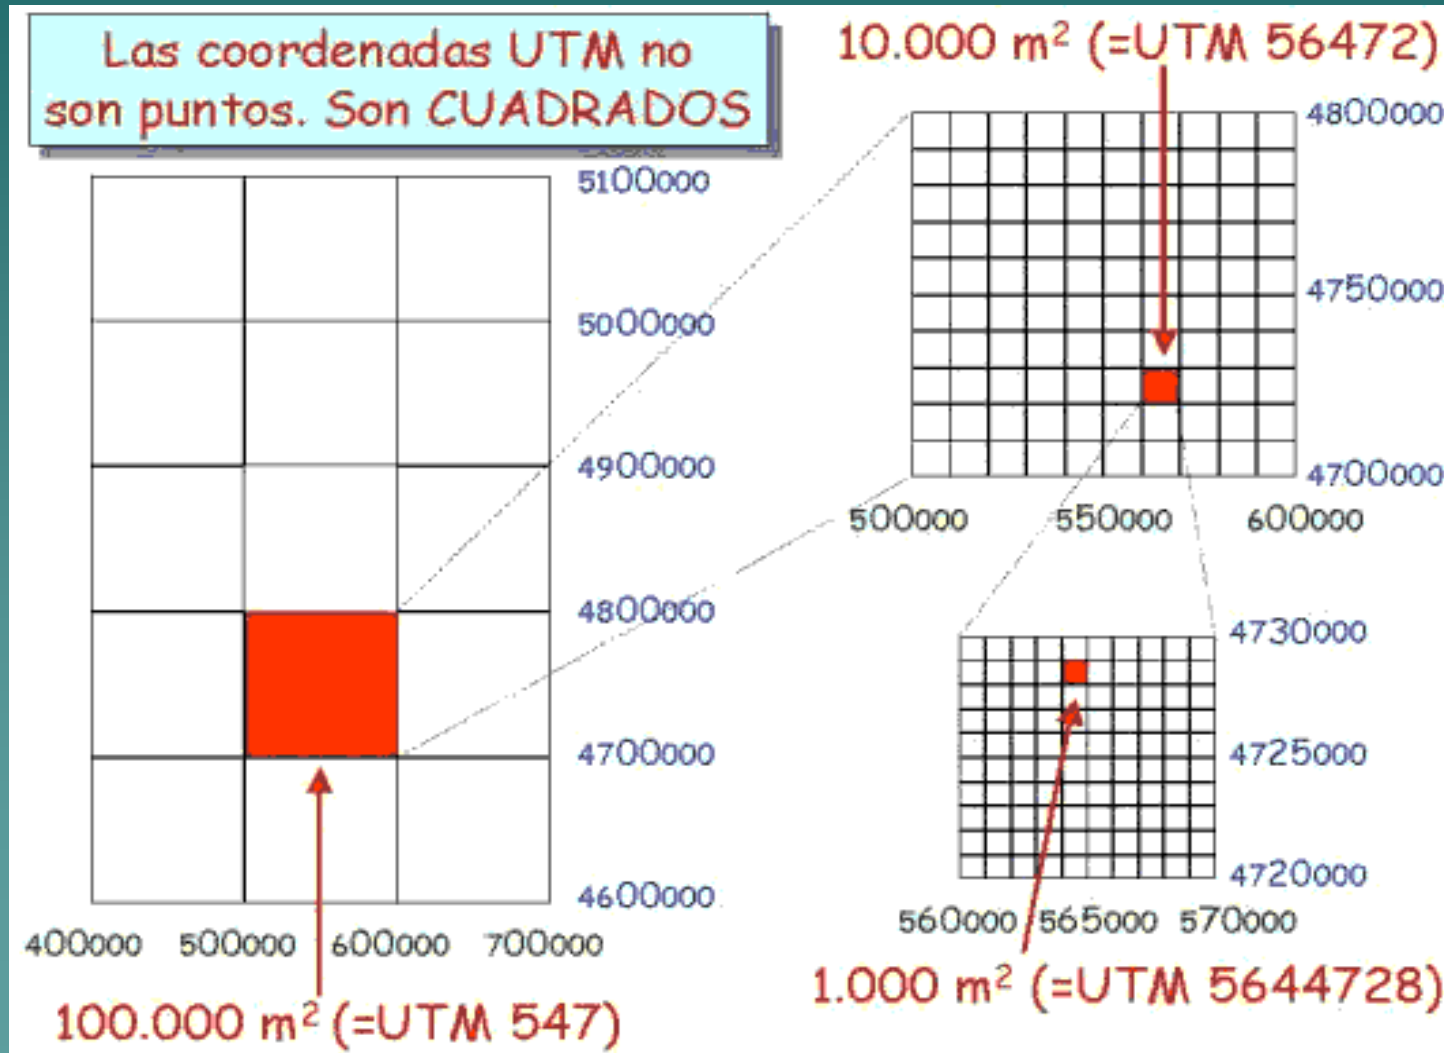 Las coordenadas UTM no
son puntos. Son CUADRADOS
5100000
5000000
4900000
4800000
4700000
4600000
400000 500000 600000 700000
100.000 m² (=UTM 547)
10.000 m² (=UTM 56472)
4800000
4750000
4700000
500000 550000 600000
4730000
4725000
4720000
560000 565000 570000
1.000 m² (=UTM 5644728)